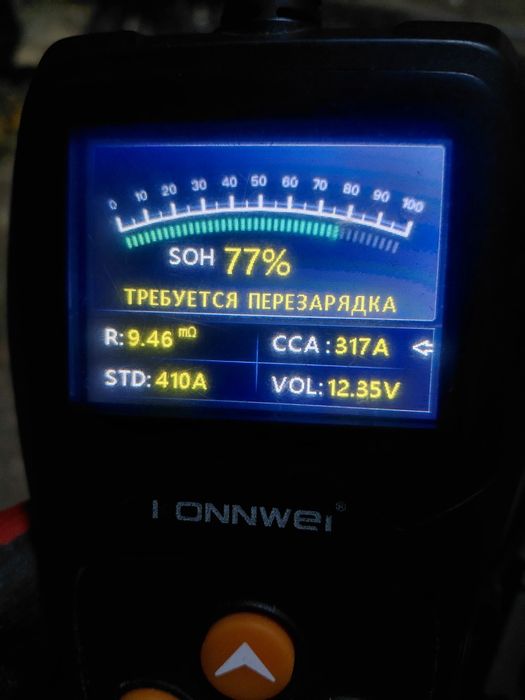 0 10 20 30 40 50 60 70 80 90 100
SOH 77%
ТРЕБУЕТСЯ ПЕРЕЗАРЯДКА
R: 9.46 mΩ CCA : 317A
STD: 410A VOL: 12.35V
KONNWEI®